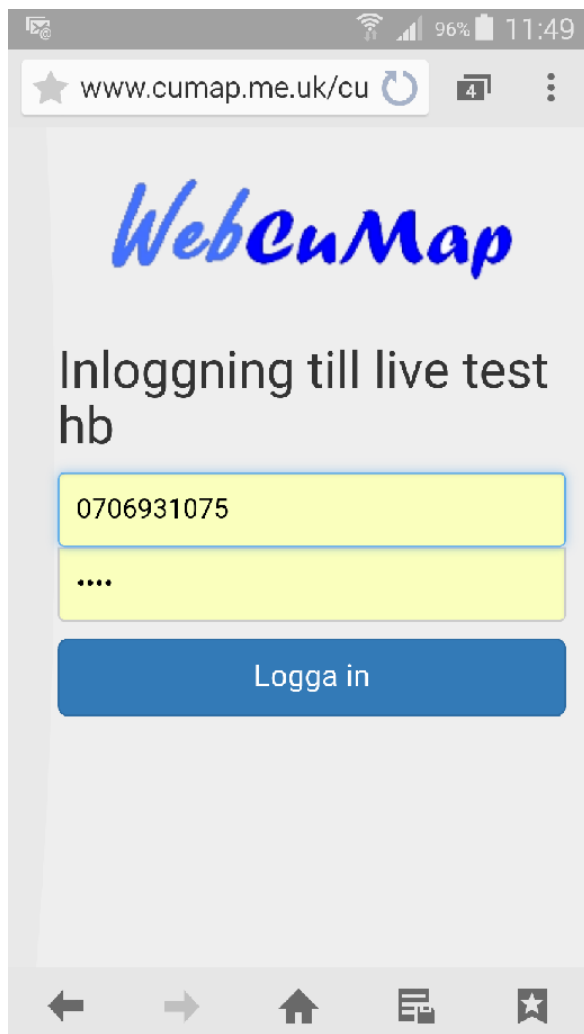 96% 11:49
www.cumap.me.uk/cu 4
WebCuMap
Inloggning till live test
hb
0706931075
••••
Logga in